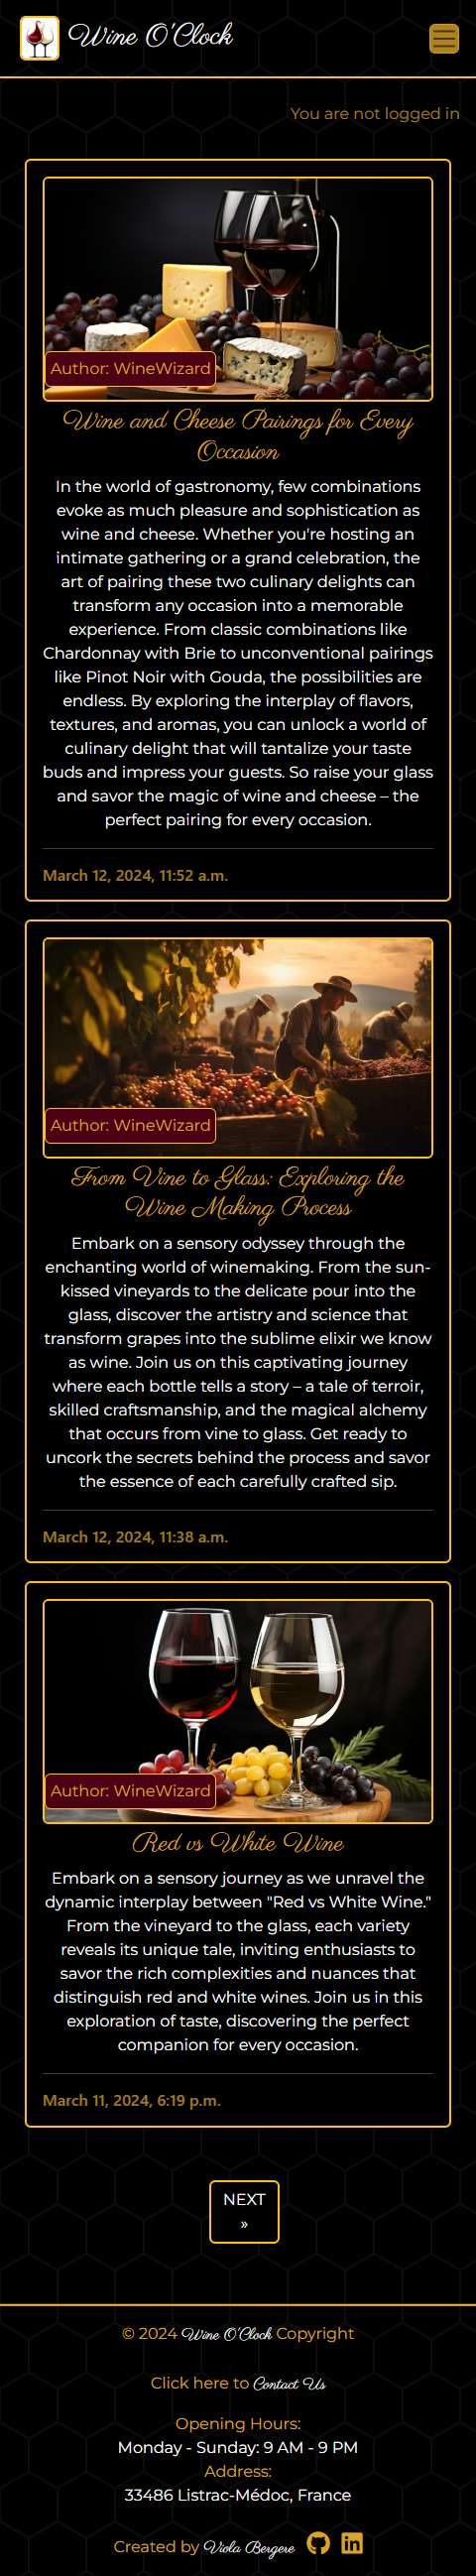 Wine O'Clock
You are not logged in
Author: WineWizard
Wine and Cheese Pairings for Every
Occasion
In the world of gastronomy, few combinations
evoke as much pleasure and sophistication as
wine and cheese. Whether you're hosting an
intimate gathering or a grand celebration, the
art of pairing these two culinary delights can
transform any occasion into a memorable
experience. From classic combinations like
Chardonnay with Brie to unconventional pairings
like Pinot Noir with Gouda, the possibilities are
endless. By exploring the interplay of flavors,
textures, and aromas, you can unlock a world of
culinary delight that will tantalize your taste
buds and impress your guests. So raise your glass
and savor the magic of wine and cheese – the
perfect pairing for every occasion.
March 12, 2024, 11:52 a.m.
Author: WineWizard
From Vine to Glass: Exploring the
Wine Making Process
Embark on a sensory odyssey through the
enchanting world of winemaking. From the sun-
kissed vineyards to the delicate pour into the
glass, discover the artistry and science that
transform grapes into the sublime elixir we know
as wine. Join us on this captivating journey
where each bottle tells a story – a tale of terroir,
skilled craftsmanship, and the magical alchemy
that occurs from vine to glass. Get ready to
uncork the secrets behind the process and savor
the essence of each carefully crafted sip.
March 12, 2024, 11:38 a.m.
Author: WineWizard
Red vs White Wine
Embark on a sensory journey as we unravel the
dynamic interplay between "Red vs White Wine."
From the vineyard to the glass, each variety
reveals its unique tale, inviting enthusiasts to
savor the rich complexities and nuances that
distinguish red and white wines. Join us in this
exploration of taste, discovering the perfect
companion for every occasion.
March 11, 2024, 6:19 p.m.
NEXT
»
© 2024 Wine O'Clock Copyright
Click here to Contact Us
Opening Hours:
Monday - Sunday: 9 AM - 9 PM
Address:
33486 Listrac-Médoc, France
Created by Viola Bergere